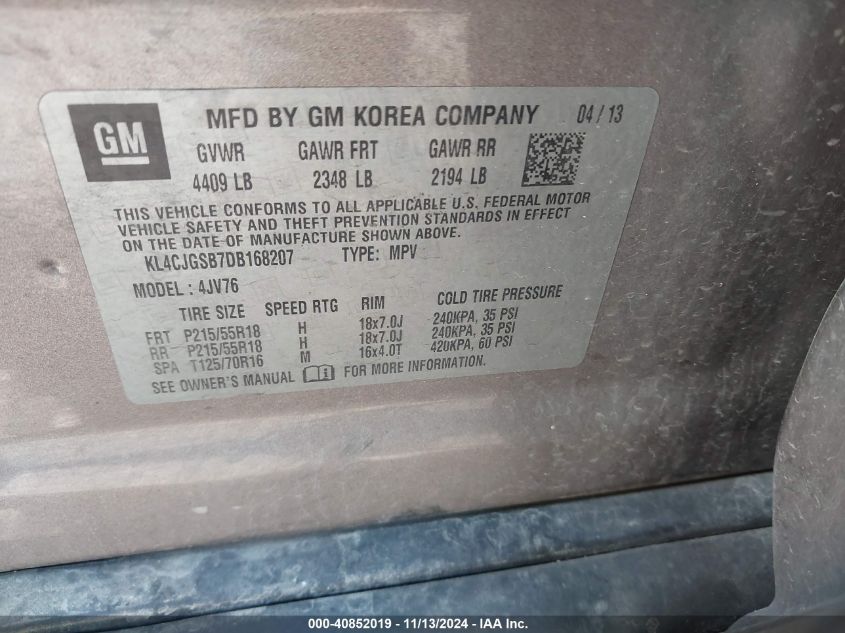 GM
MFD BY GM KOREA COMPANY 04 / 13
GVWR GAWR FRT GAWR RR
4409 LB 2348 LB 2194 LB
THIS VEHICLE CONFORMS TO ALL APPLICABLE U.S. FEDERAL MOTOR
VEHICLE SAFETY AND THEFT PREVENTION STANDARDS IN EFFECT
ON THE DATE OF MANUFACTURE SHOWN ABOVE.
KL4CJGSB7DB168207 TYPE: MPV
MODEL : 4JV76
TIRE SIZE SPEED RTG RIM COLD TIRE PRESSURE
FRT P215/55R18 H 18x7.0J 240KPA, 35 PSI
RR P215/55R18 H 18x7.0J 240KPA, 35 PSI
SPA T125/70R16 M 16x4.0T 420KPA, 60 PSI
SEE OWNER'S MANUAL FOR MORE INFORMATION.
000-40852019 - 11/13/2024 - IAA Inc.